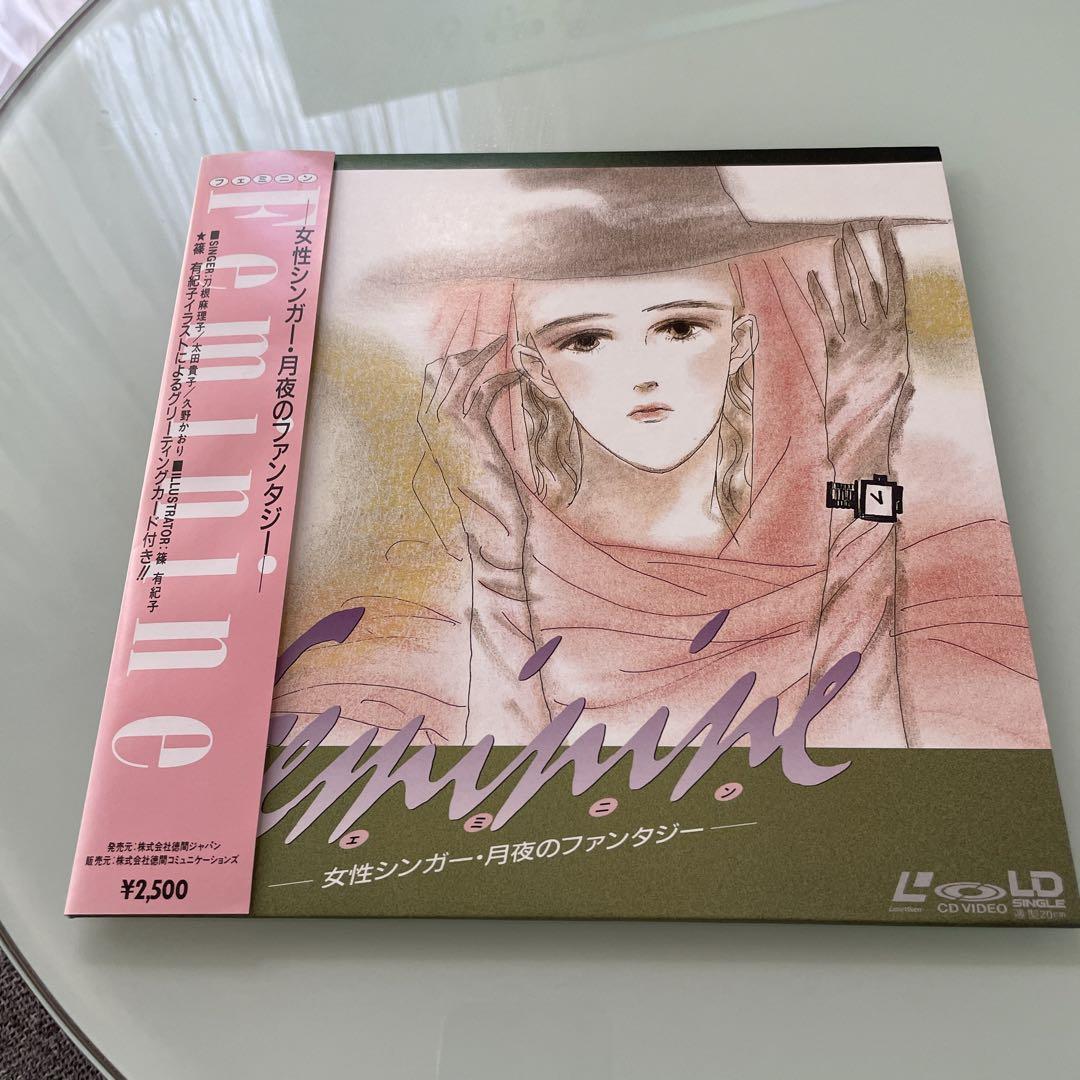 フェミニン
Feminine
—女性シンガー・月夜のファンタジー—
■SINGER:刀根麻理子/太田貴子/久野かおり ■ILLUSTRATOR:篠 有紀子
★篠 有紀子イラストによるグリーティングカード付き!!
発売元:株式会社徳間ジャパン
販売元:株式会社徳間コミュニケーションズ
¥2,500
7
Feminine
ェミニン
—女性シンガー・月夜のファンタジー—
LaserVision
CD VIDEO
LD
SINGLE
20cm